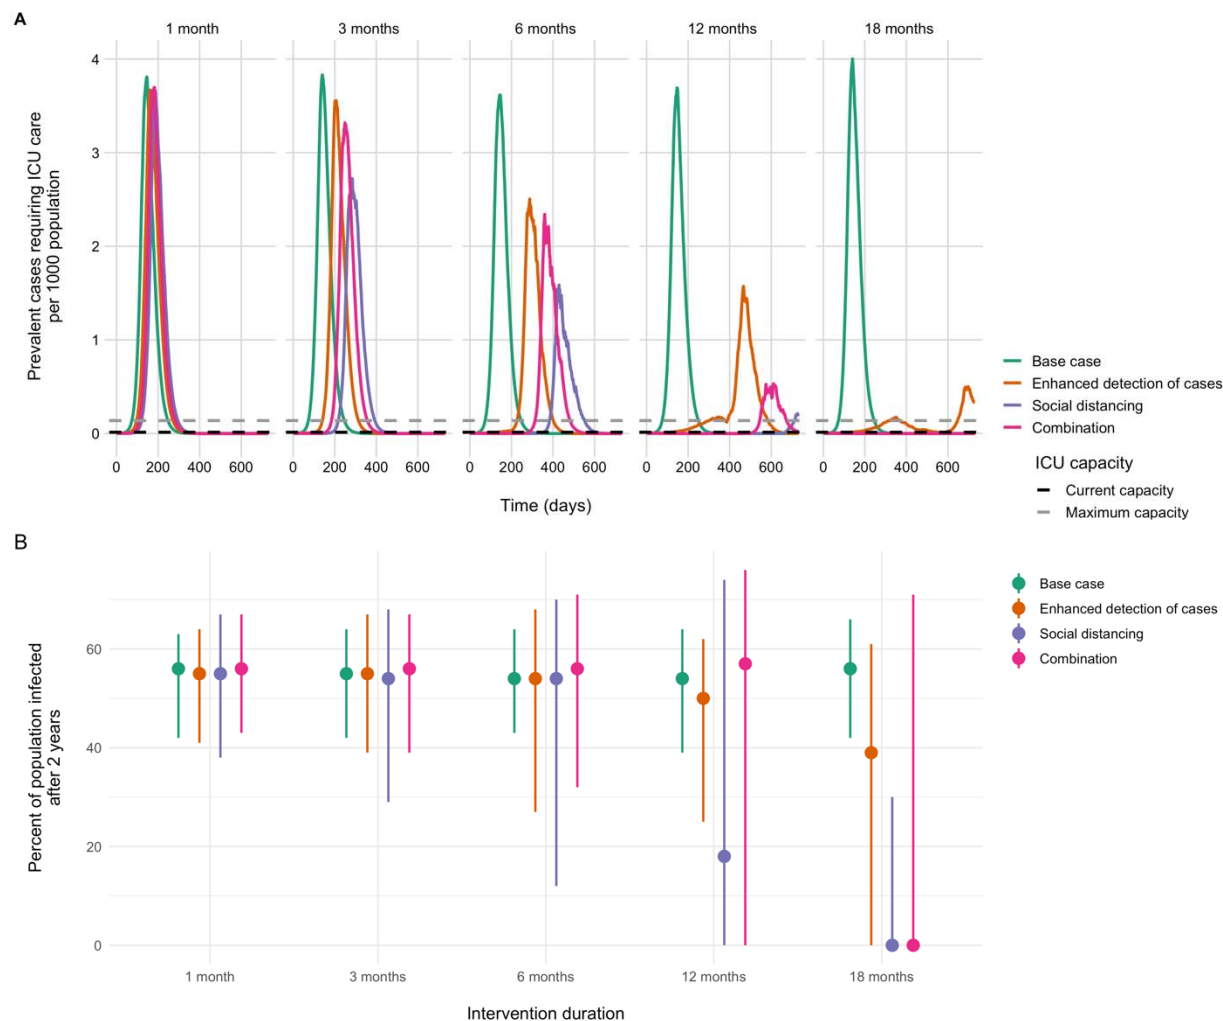 A
1 month 3 months 6 months 12 months 18 months
Prevalent cases requiring ICU care
per 1000 population
4
3
2
1
0
0 200 400 600 0 200 400 600 0 200 400 600 0 200 400 600 0 200 400 600
Time (days)
Base case
Enhanced detection of cases
Social distancing
Combination
ICU capacity
Current capacity
Maximum capacity
B
Percent of population infected
after 2 years
60
40
20
0
1 month 3 months 6 months 12 months 18 months
Intervention duration
Base case
Enhanced detection of cases
Social distancing
Combination